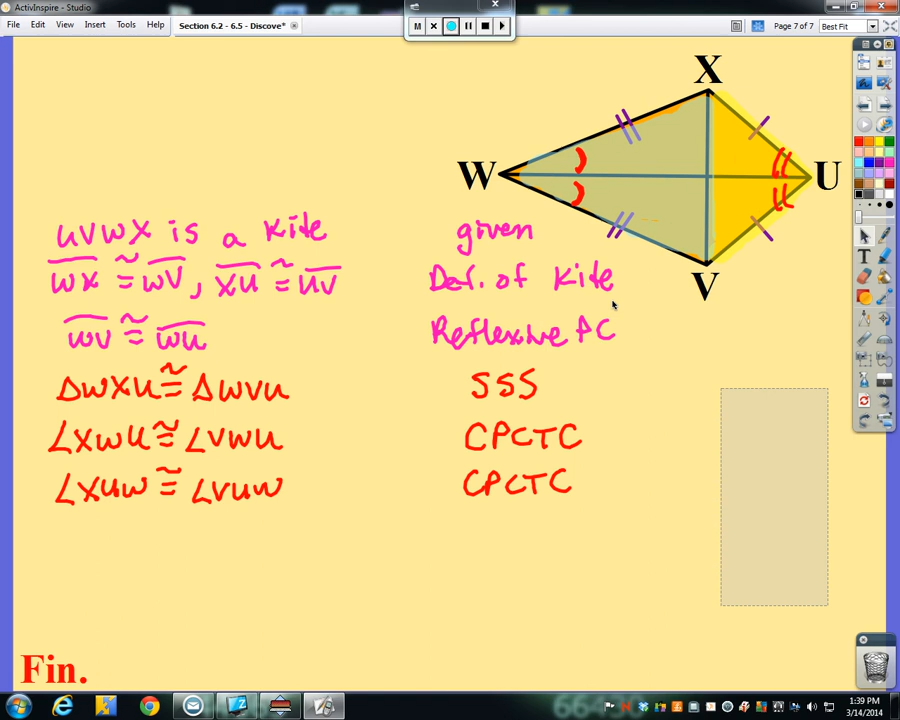 ActivInspire - Studio
File Edit View Insert Tools Help
Section 6.2 - 6.5 - Discove*
Page 7 of 7
Best Fit
M
X
W
U
V
UVWX is a kite
given
WX ≅ WV, XU ≅ UV
Def. of kite
WV ≅ WU
Reflexive PC
ΔWXU ≅ ΔWVU
SSS
∠XWU ≅ ∠VWU
CPCTC
∠XUW ≅ ∠VUW
CPCTC
Fin.
1:39 PM
3/14/2014